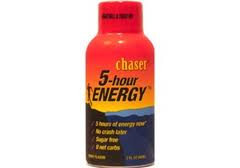 chaser
5-hour
ENERGY
5 hours of energy now
No crash later
Sugar free
0 net carbs